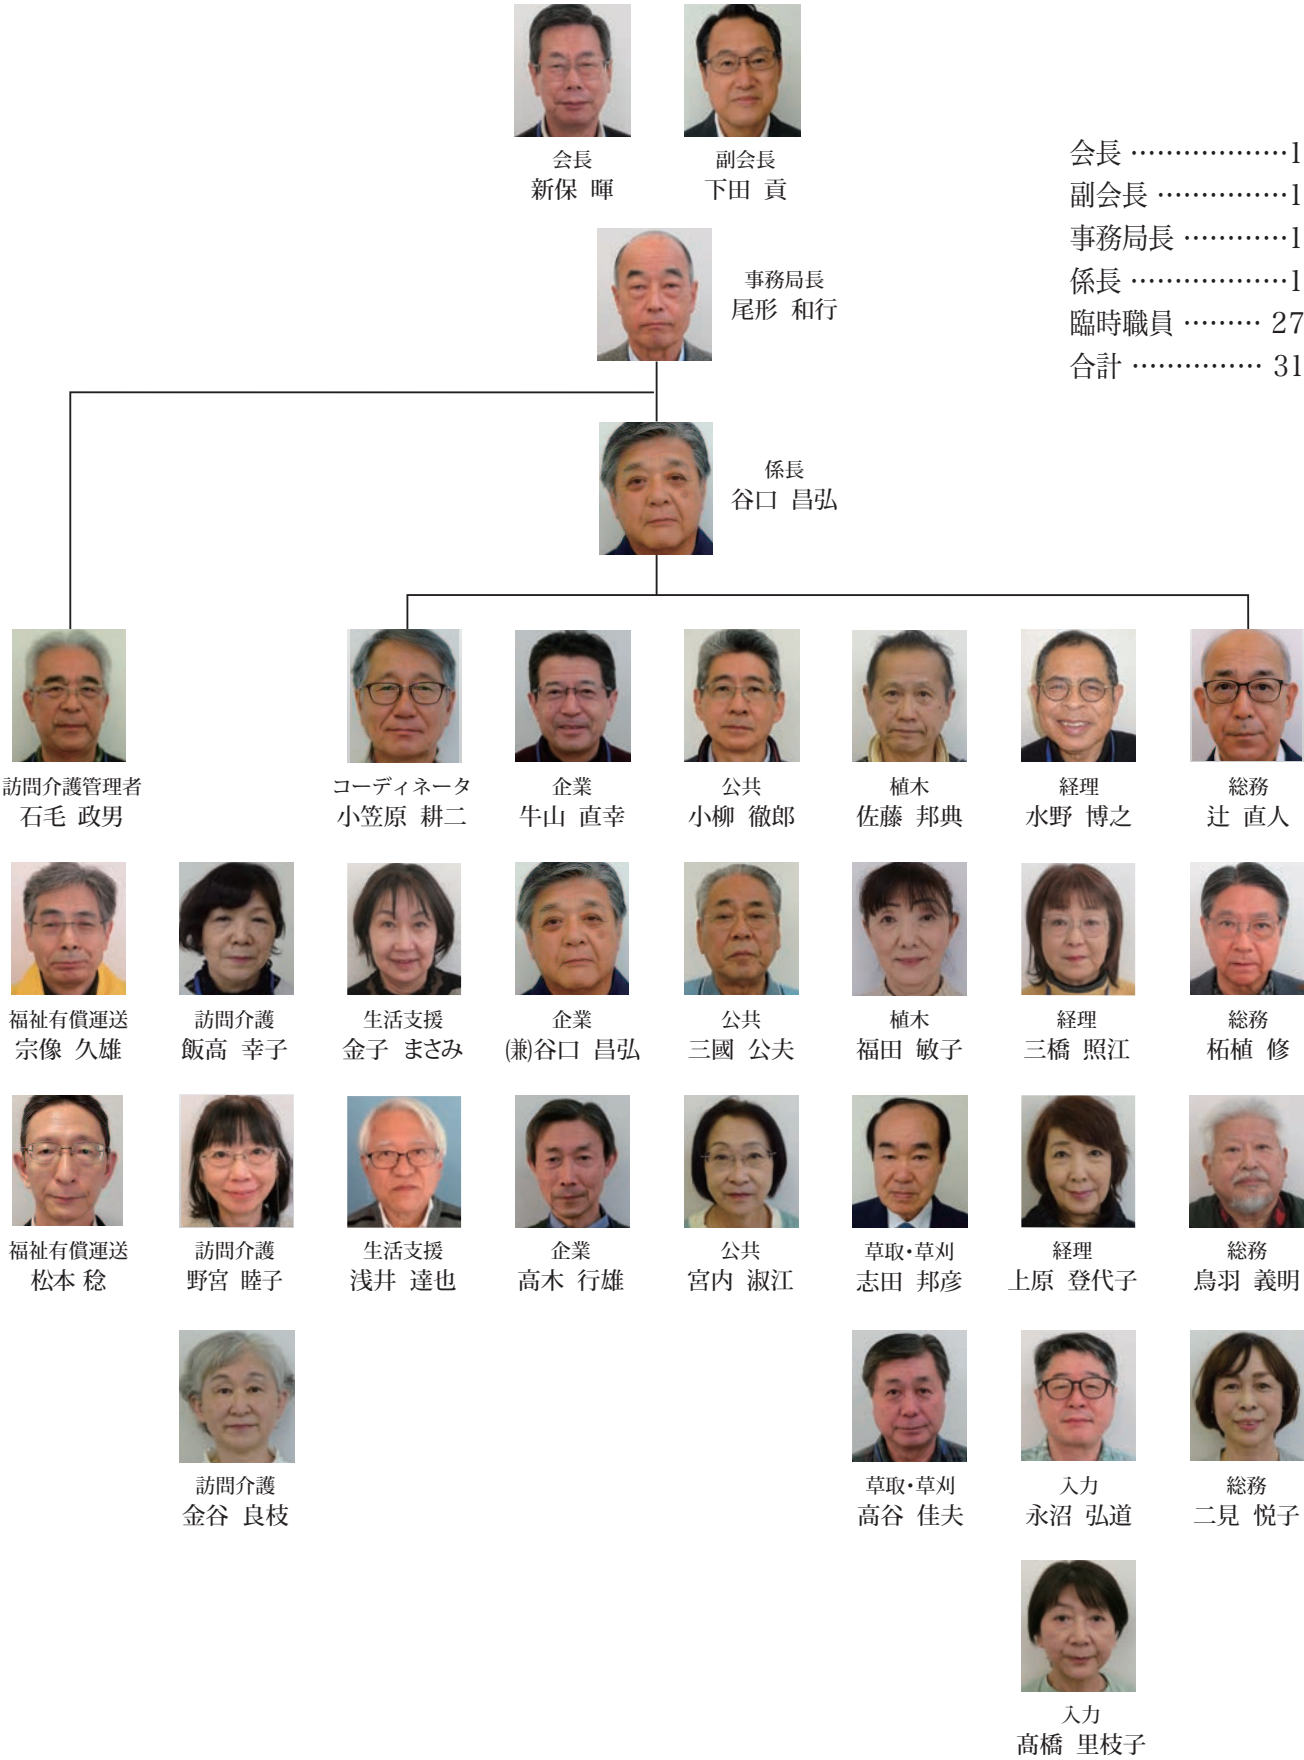 会長
新保 暉
副会長
下田 貢
会長 ………………1
副会長 ……………1
事務局長 …………1
係長 ………………1
臨時職員 ……… 27
合計 …………… 31
事務局長
尾形 和行
係長
谷口 昌弘
訪問介護管理者
石毛 政男
コーディネータ
小笠原 耕二
企業
牛山 直幸
公共
小柳 徹郎
植木
佐藤 邦典
経理
水野 博之
総務
辻 直人
福祉有償運送
宗像 久雄
訪問介護
飯高 幸子
生活支援
金子 まさみ
企業
(兼)谷口 昌弘
公共
三國 公夫
植木
福田 敏子
経理
三橋 照江
総務
柘植 修
福祉有償運送
松本 稔
訪問介護
野宮 睦子
生活支援
浅井 達也
企業
高木 行雄
公共
宮内 淑江
草取・草刈
志田 邦彦
経理
上原 登代子
総務
鳥羽 義明
訪問介護
金谷 良枝
草取・草刈
高谷 佳夫
入力
永沼 弘道
総務
二見 悦子
入力
髙橋 里枝子